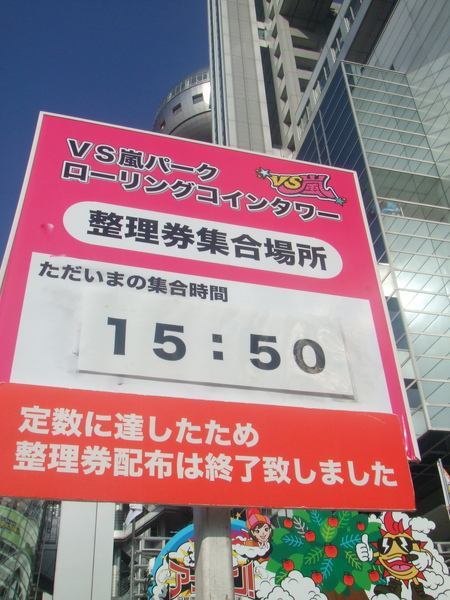 VS嵐パーク
ローリングコインタワー
VS嵐
整理券集合場所
ただいまの集合時間
15:50
定数に達したため
整理券配布は終了致しました